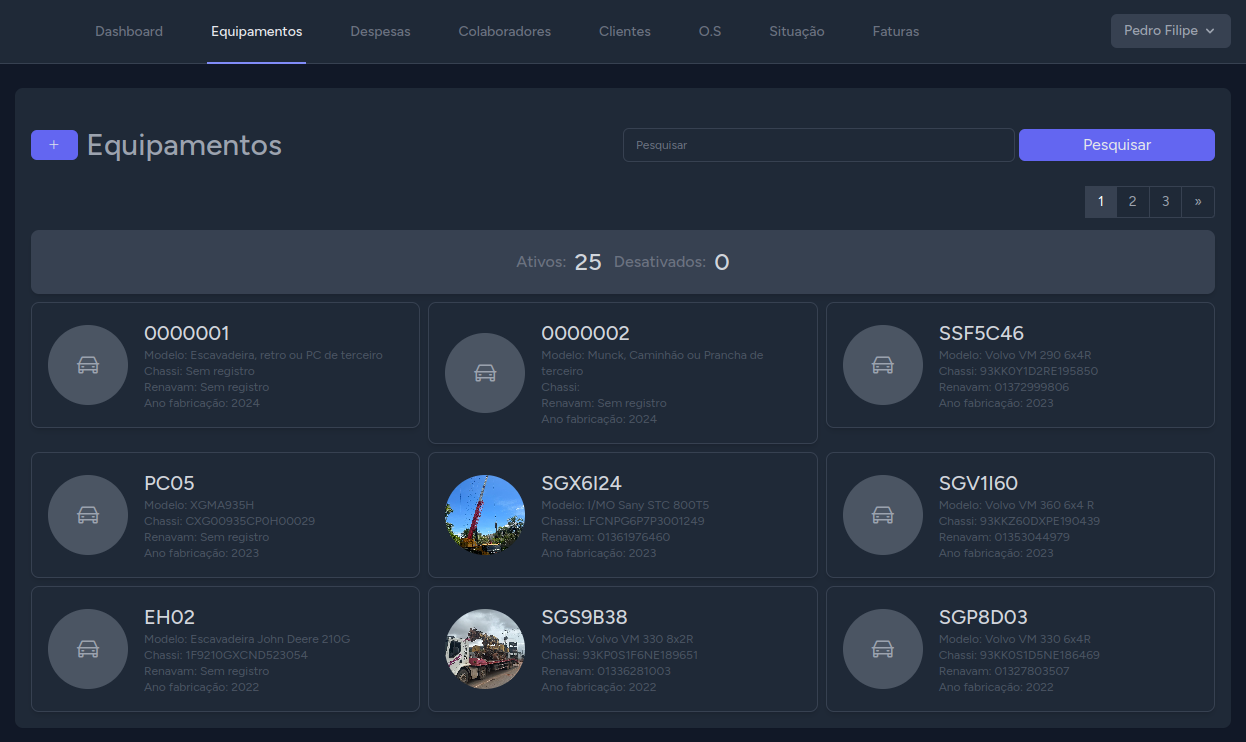 Dashboard Equipamentos Despesas Colaboradores Clientes O.S Situação Faturas Pedro Filipe
+ Equipamentos Pesquisar Pesquisar
1 2 3 »
Ativos: 25 Desativados: 0
0000001
Modelo: Escavadeira, retro ou PC de terceiro
Chassi: Sem registro
Renavam: Sem registro
Ano fabricação: 2024
0000002
Modelo: Munck, Caminhão ou Prancha de
terceiro
Chassi:
Renavam: Sem registro
Ano fabricação: 2024
SSF5C46
Modelo: Volvo VM 290 6x4R
Chassi: 93KK0Y1D2RE195850
Renavam: 01372999806
Ano fabricação: 2023
PC05
Modelo: XGMA935H
Chassi: CXG00935CP0H00029
Renavam: Sem registro
Ano fabricação: 2023
SGX6I24
Modelo: I/MO Sany STC 800T5
Chassi: LFCNPG6P7P3001249
Renavam: 01361976460
Ano fabricação: 2023
SGV1I60
Modelo: Volvo VM 360 6x4 R
Chassi: 93KKZ60DXPE190439
Renavam: 01353044979
Ano fabricação: 2023
EH02
Modelo: Escavadeira John Deere 210G
Chassi: 1F9210GXCND523054
Renavam: Sem registro
Ano fabricação: 2022
SGS9B38
Modelo: Volvo VM 330 8x2R
Chassi: 93KP0S1F6NE189651
Renavam: 01336281003
Ano fabricação: 2022
SGP8D03
Modelo: Volvo VM 330 6x4R
Chassi: 93KK0S1D5NE186469
Renavam: 01327803507
Ano fabricação: 2022